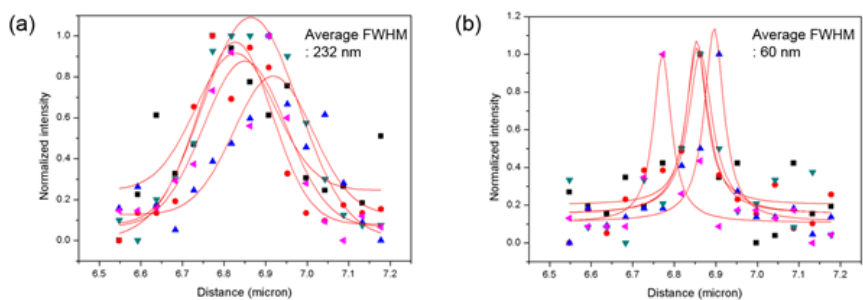 (a)
Average FWHM
: 232 nm
Normalized intensity
1.0
0.8
0.6
0.4
0.2
0.0
6.5 6.6 6.7 6.8 6.9 7.0 7.1 7.2
Distance (micron)
(b)
Average FWHM
: 60 nm
Normalized intensity
1.2
1.0
0.8
0.6
0.4
0.2
0.0
6.5 6.6 6.7 6.8 6.9 7.0 7.1 7.2
Distance (micron)